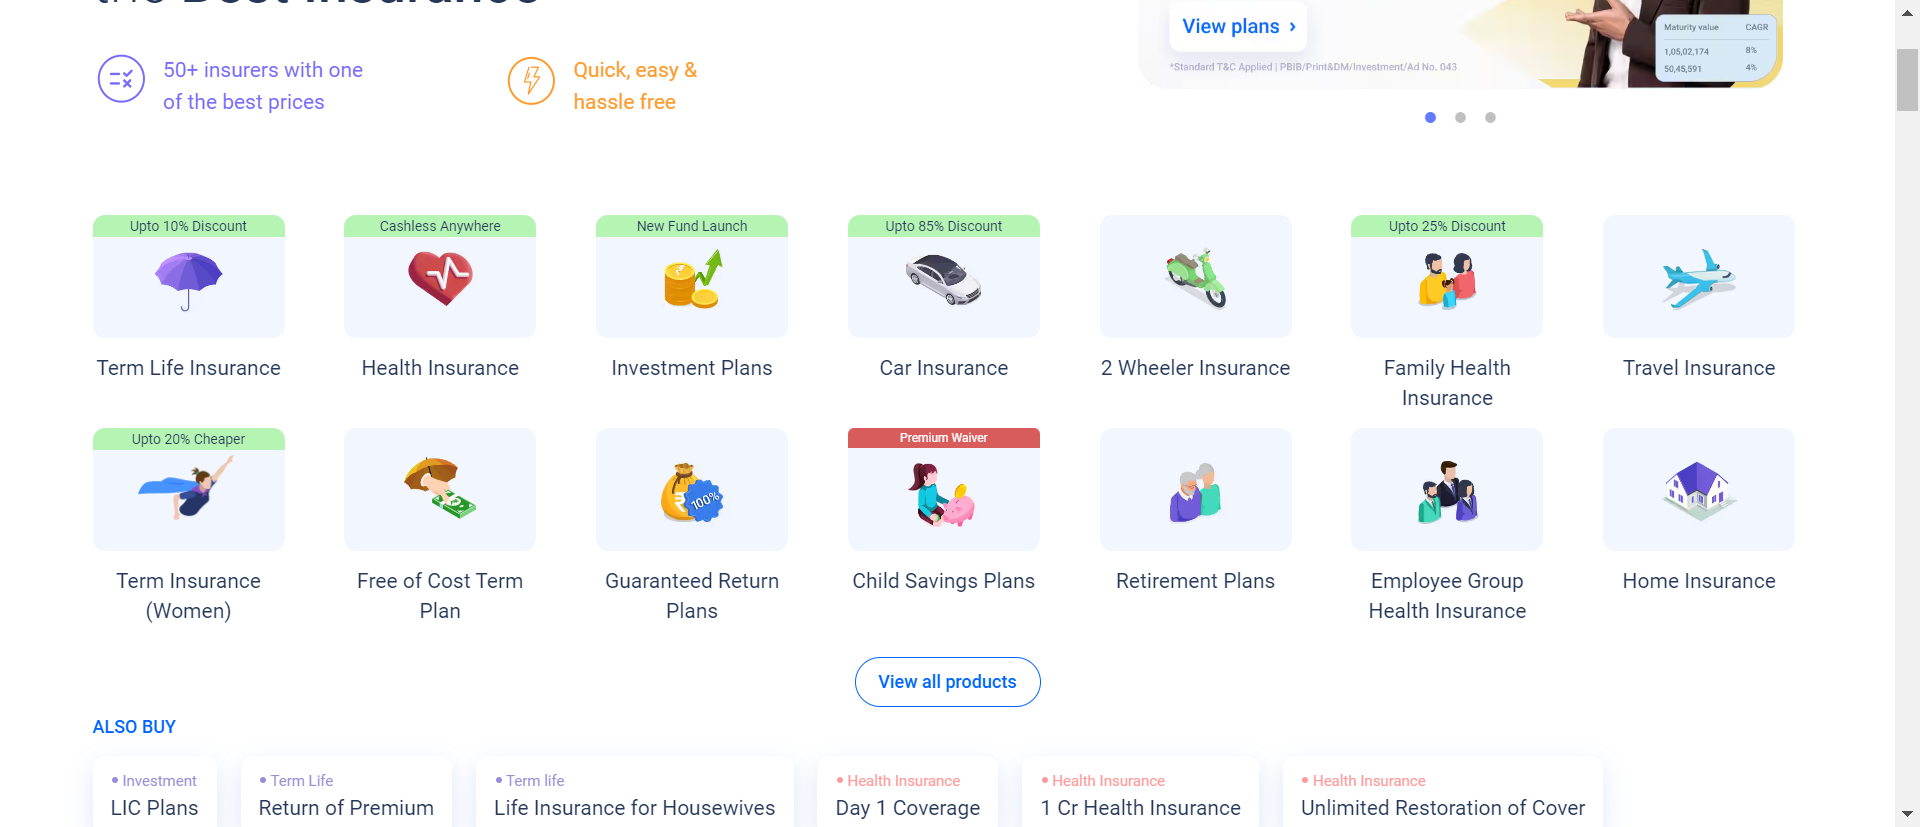 the Best Insurance
View plans ›
*Standard T&C Applied | PBIB/Print&DM/Investment/Ad No. 043
Maturity value CAGR
1,05,02,174 8%
50,45,591 4%
50+ insurers with one
of the best prices
Quick, easy &
hassle free
Upto 10% Discount
Term Life Insurance
Cashless Anywhere
Health Insurance
New Fund Launch
Investment Plans
Upto 85% Discount
Car Insurance
2 Wheeler Insurance
Upto 25% Discount
Family Health
Insurance
Travel Insurance
Upto 20% Cheaper
Term Insurance
(Women)
Free of Cost Term
Plan
₹ 100%
Guaranteed Return
Plans
Premium Waiver
Child Savings Plans
Retirement Plans
Employee Group
Health Insurance
Home Insurance
View all products
ALSO BUY
• Investment
LIC Plans
• Term Life
Return of Premium
• Term life
Life Insurance for Housewives
• Health Insurance
Day 1 Coverage
• Health Insurance
1 Cr Health Insurance
• Health Insurance
Unlimited Restoration of Cover